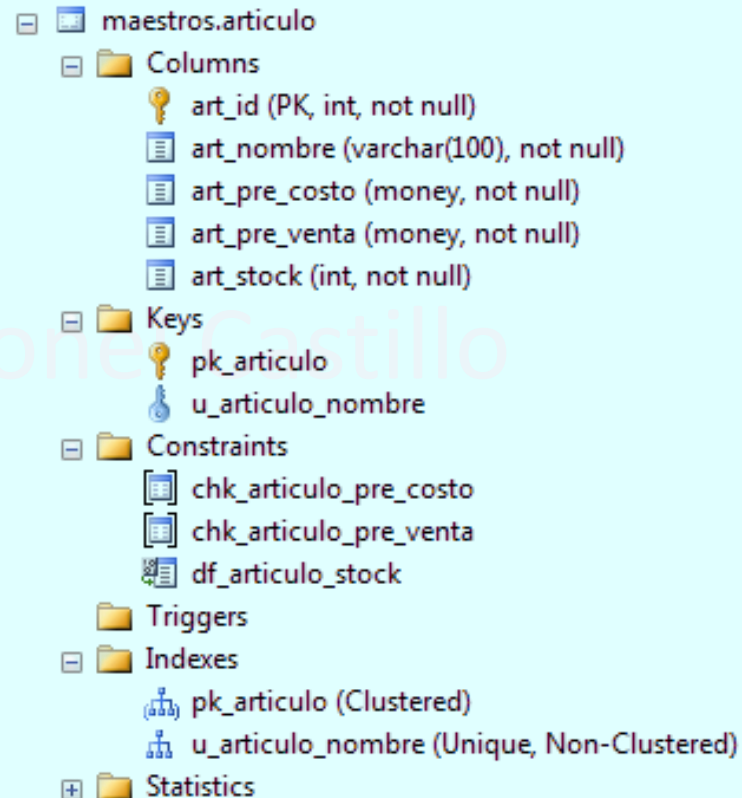 maestros.articulo
Columns
art_id (PK, int, not null)
art_nombre (varchar(100), not null)
art_pre_costo (money, not null)
art_pre_venta (money, not null)
art_stock (int, not null)
Keys
pk_articulo
u_articulo_nombre
Constraints
chk_articulo_pre_costo
chk_articulo_pre_venta
df_articulo_stock
Triggers
Indexes
pk_articulo (Clustered)
u_articulo_nombre (Unique, Non-Clustered)
Statistics
Castillo